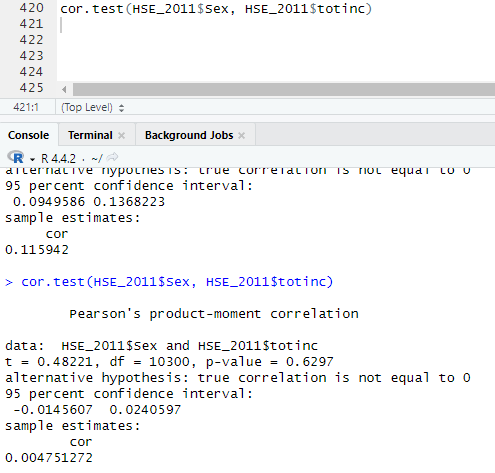 420 cor.test(HSE_2011$Sex, HSE_2011$totinc)
421
422
423
424
425
421:1 (Top Level)
Console Terminal Background Jobs
R 4.4.2 · ~/
alternative hypothesis: true correlation is not equal to 0
95 percent confidence interval:
0.0949586 0.1368223
sample estimates:
cor
0.115942
> cor.test(HSE_2011$Sex, HSE_2011$totinc)
Pearson's product-moment correlation
data: HSE_2011$Sex and HSE_2011$totinc
t = 0.48221, df = 10300, p-value = 0.6297
alternative hypothesis: true correlation is not equal to 0
95 percent confidence interval:
-0.0145607 0.0240597
sample estimates:
cor
0.004751272